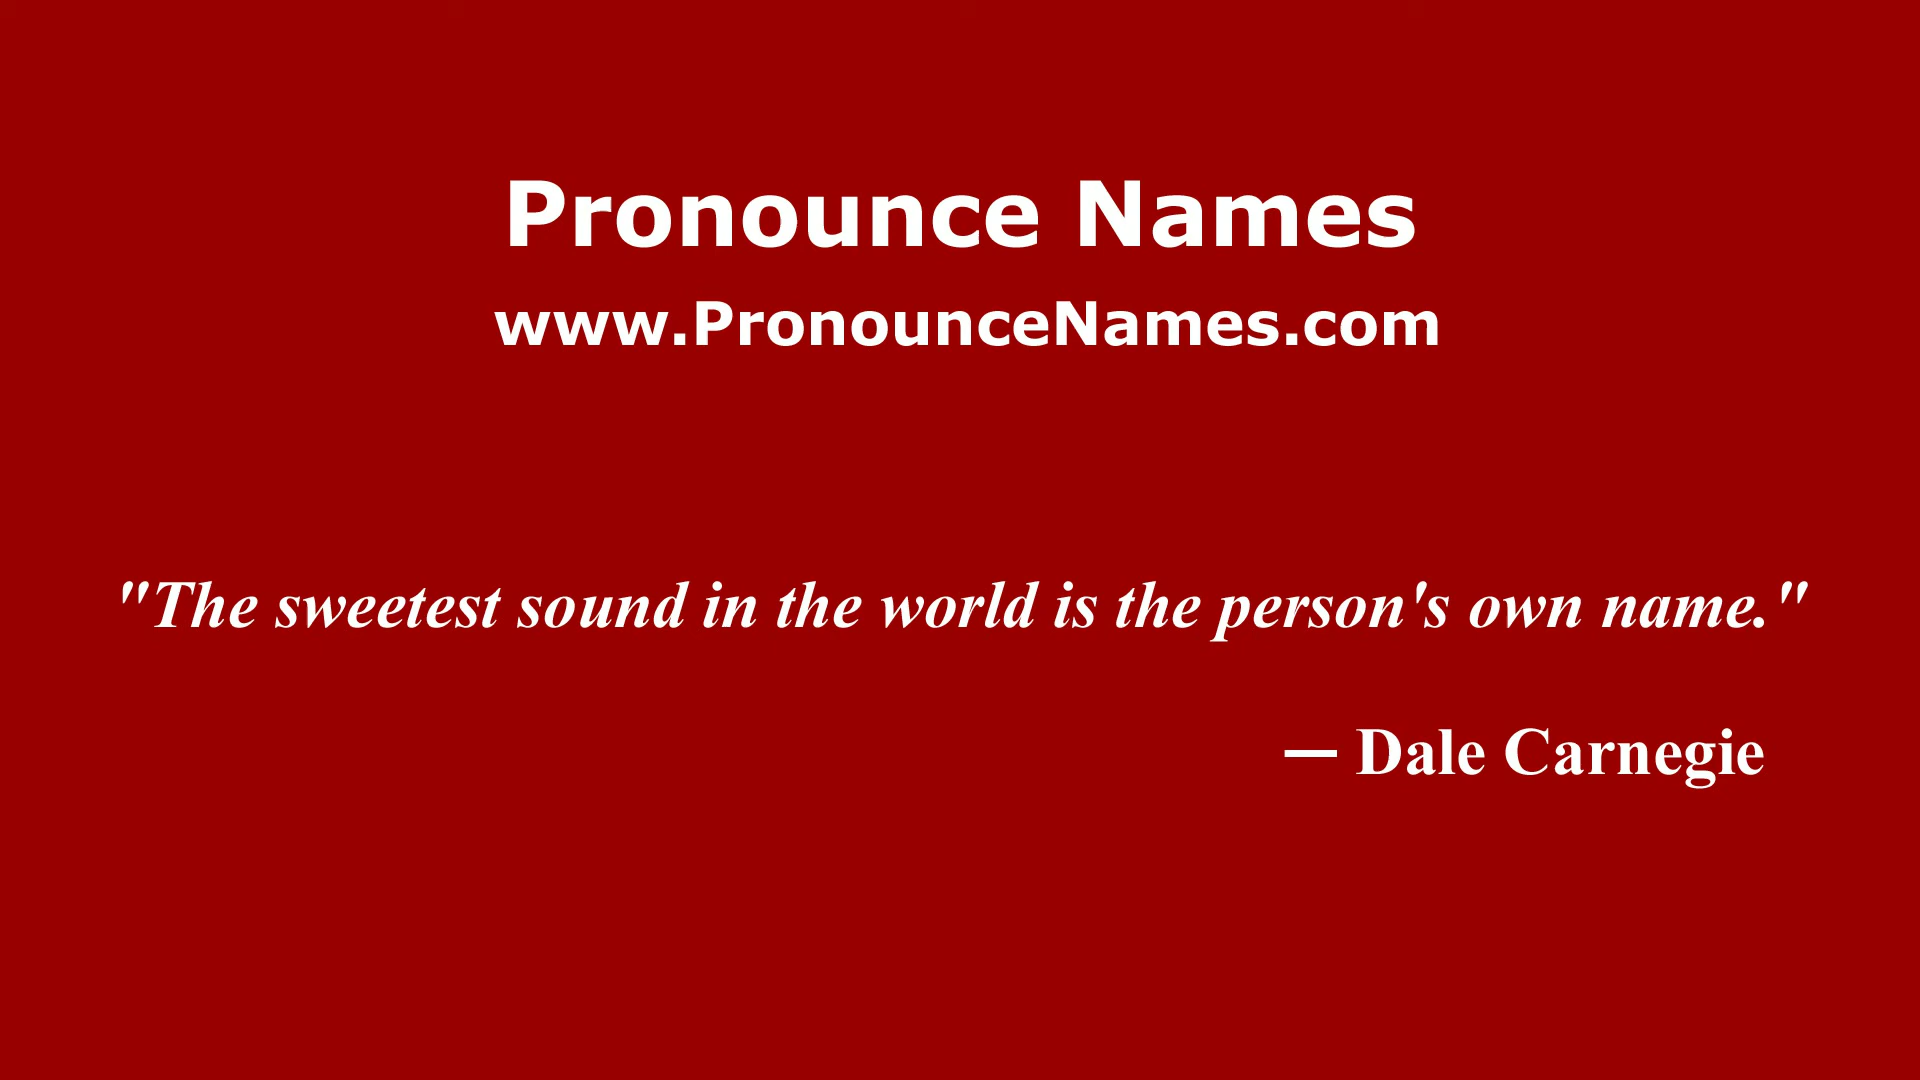 Pronounce Names
www.PronounceNames.com
"The sweetest sound in the world is the person's own name."
— Dale Carnegie